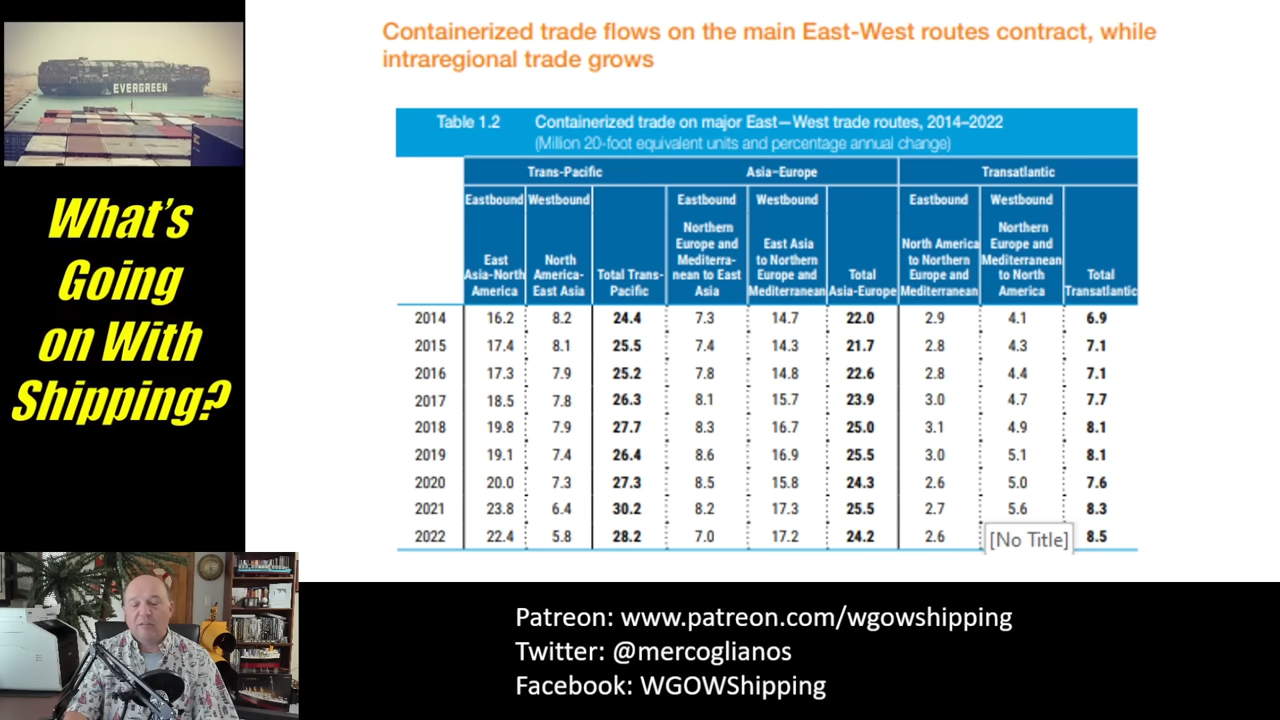 Containerized trade flows on the main East-West routes contract, while
intraregional trade grows
EVERGREEN
What's
Going
on With
Shipping?
Table 1.2 Containerized trade on major East–West trade routes, 2014–2022
(Million 20-foot equivalent units and percentage annual change)
Trans-Pacific Asia–Europe Transatlantic
Eastbound Westbound Eastbound Westbound Eastbound Westbound
East Asia-North America
North America-East Asia
Total Trans-Pacific
Northern Europe and Mediterra-nean to East Asia
East Asia to Northern Europe and Mediterranean
Total Asia-Europe
North America to Northern Europe and Mediterranean
Northern Europe and Mediterranean to North America
Total Transatlantic
2014 16.2 8.2 24.4 7.3 14.7 22.0 2.9 4.1 6.9
2015 17.4 8.1 25.5 7.4 14.3 21.7 2.8 4.3 7.1
2016 17.3 7.9 25.2 7.8 14.8 22.6 2.8 4.4 7.1
2017 18.5 7.8 26.3 8.1 15.7 23.9 3.0 4.7 7.7
2018 19.8 7.9 27.7 8.3 16.7 25.0 3.1 4.9 8.1
2019 19.1 7.4 26.4 8.6 16.9 25.5 3.0 5.1 8.1
2020 20.0 7.3 27.3 8.5 15.8 24.3 2.6 5.0 7.6
2021 23.8 6.4 30.2 8.2 17.3 25.5 2.7 5.6 8.3
2022 22.4 5.8 28.2 7.0 17.2 24.2 2.6 [No Title] 8.5
Patreon: www.patreon.com/wgowshipping
Twitter: @mercoglianos
Facebook: WGOWShipping